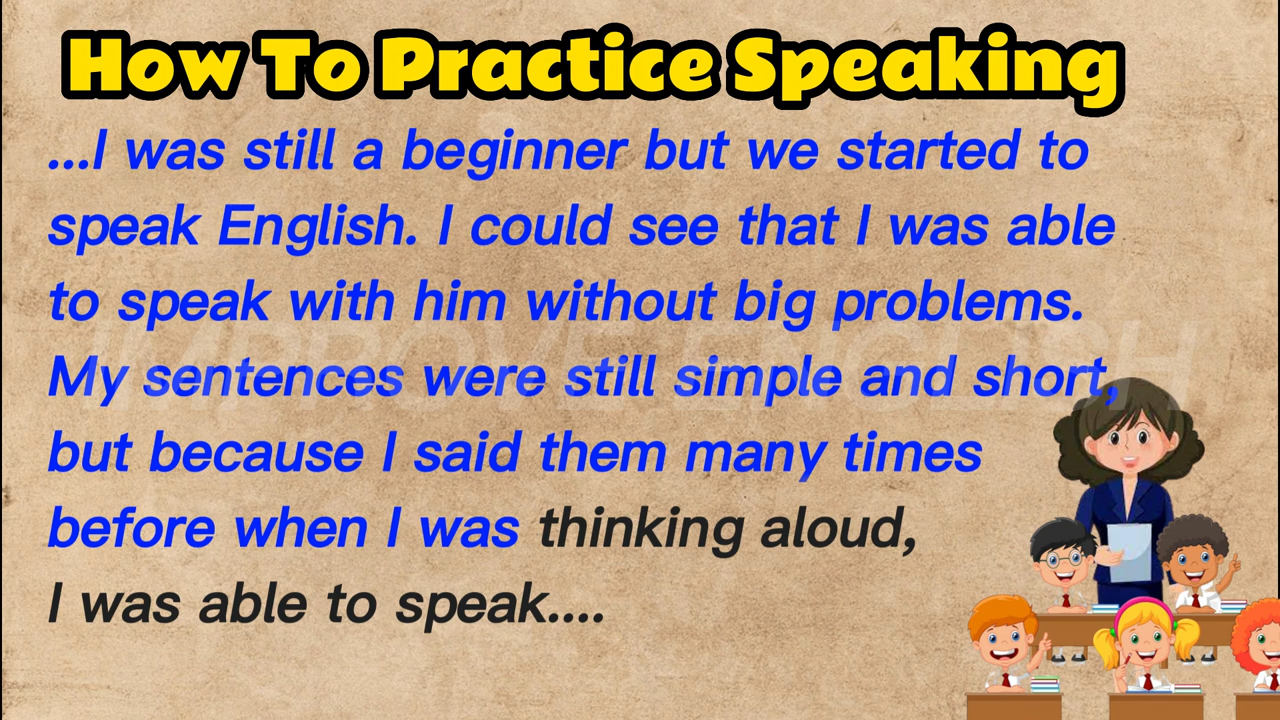 How To Practice Speaking
...I was still a beginner but we started to
speak English. I could see that I was able
to speak with him without big problems.
IMPROVE ENGLISH
My sentences were still simple and short,
but because I said them many times
before when I was thinking aloud,
I was able to speak....